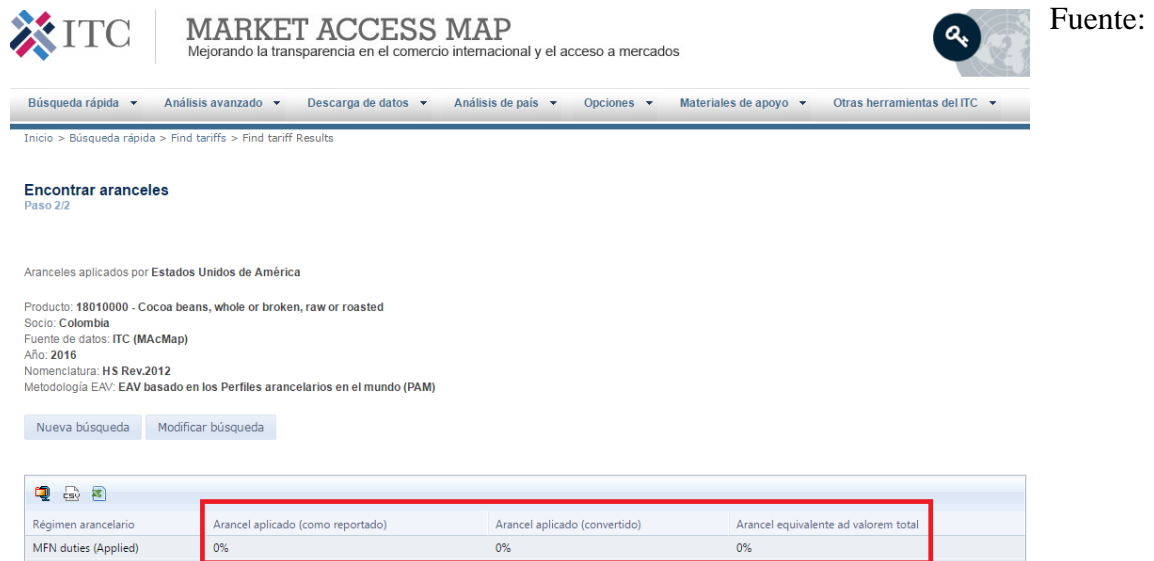 ITC
MARKET ACCESS MAP
Fuente:
Mejorando la transparencia en el comercio internacional y el acceso a mercados
Búsqueda rápida Análisis avanzado Descarga de datos Análisis de país Opciones Materiales de apoyo Otras herramientas del ITC
Inicio > Búsqueda rápida > Find tariffs > Find tariff Results
Encontrar aranceles
Paso 2/2
Aranceles aplicados por Estados Unidos de América
Producto: 18010000 - Cocoa beans, whole or broken, raw or roasted
Socio: Colombia
Fuente de datos: ITC (MAcMap)
Año: 2016
Nomenclatura: HS Rev.2012
Metodología EAV: EAV basado en los Perfiles arancelarios en el mundo (PAM)
Nueva búsqueda Modificar búsqueda
CSV
Régimen arancelario Arancel aplicado (como reportado) Arancel aplicado (convertido) Arancel equivalente ad valorem total
MFN duties (Applied) 0% 0% 0%